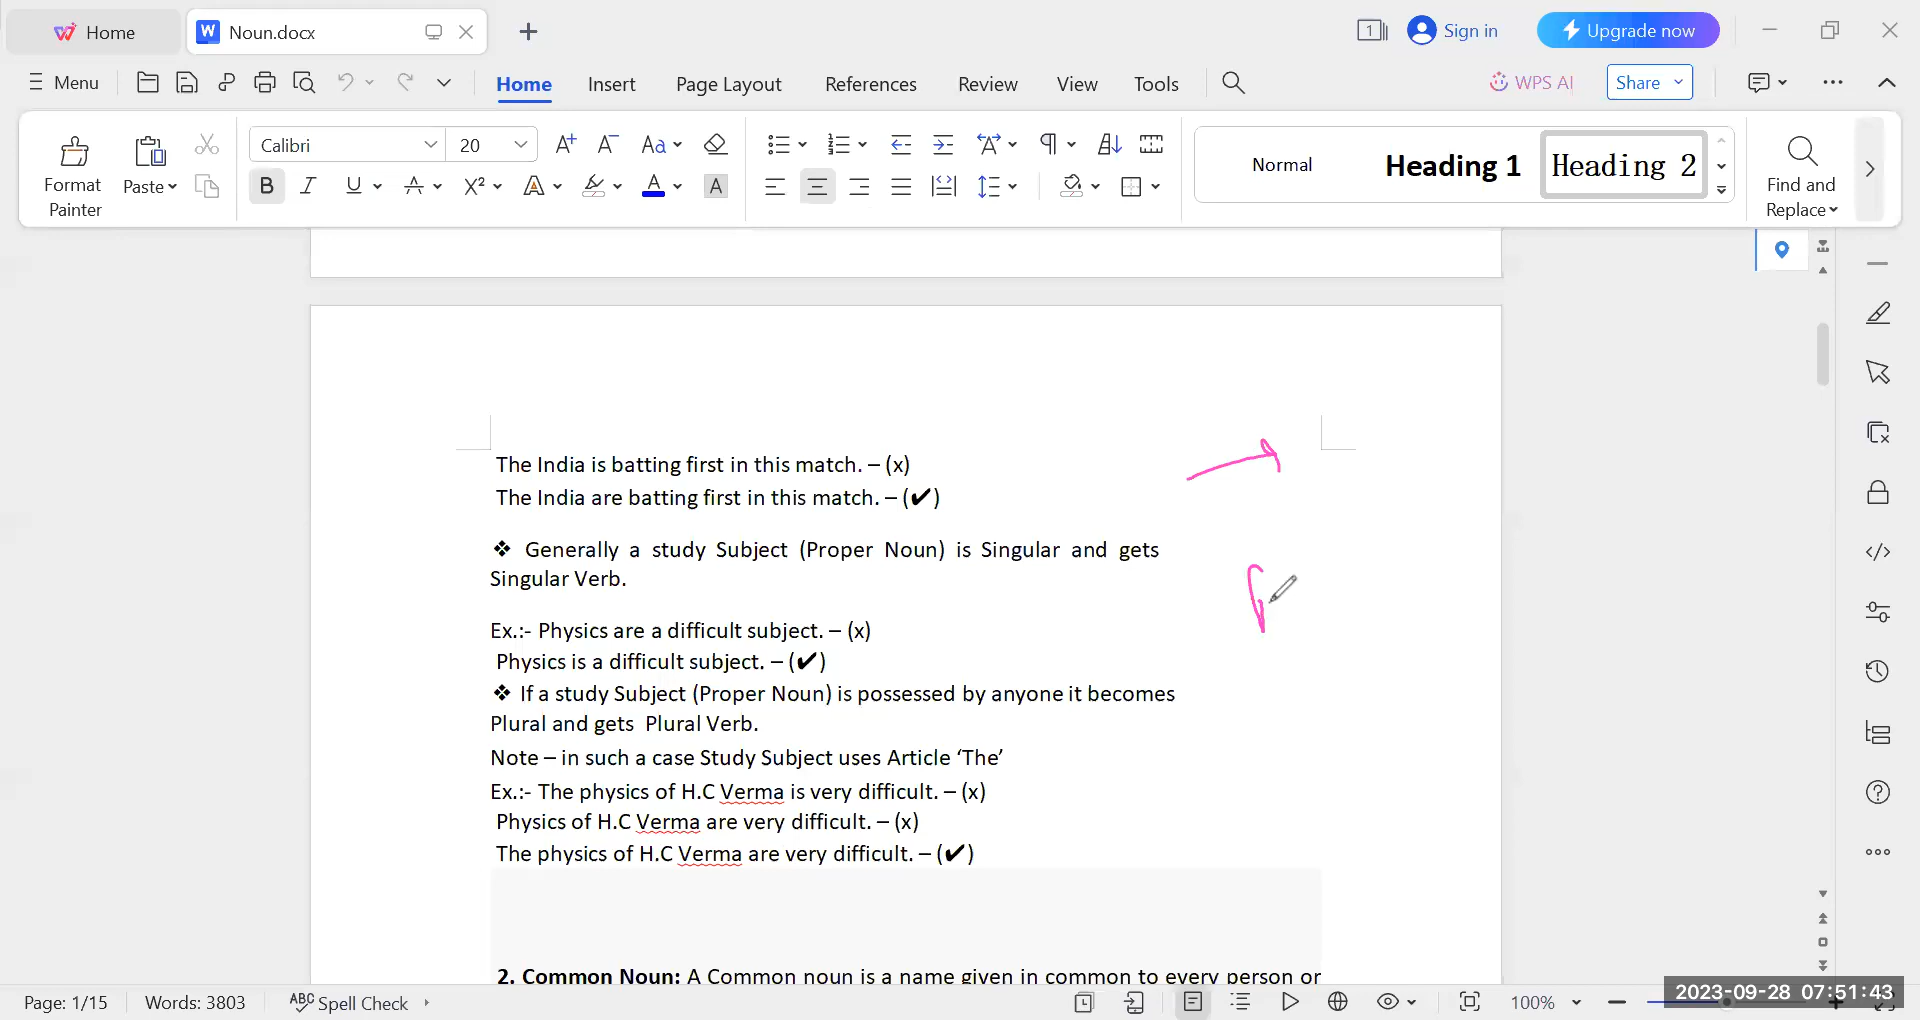 Home
Noun.docx
1
Sign in
Upgrade now
Menu
Home
Insert
Page Layout
References
Review
View
Tools
WPS AI
Share
Format
Painter
Paste
Calibri
20
Normal
Heading 1
Heading 2
Find and
Replace
The India is batting first in this match. – (x)
The India are batting first in this match. – (✔)
❖ Generally a study Subject (Proper Noun) is Singular and gets
Singular Verb.
Ex.:- Physics are a difficult subject. – (x)
Physics is a difficult subject. – (✔)
❖ If a study Subject (Proper Noun) is possessed by anyone it becomes
Plural and gets Plural Verb.
Note – in such a case Study Subject uses Article ‘The’
Ex.:- The physics of H.C Verma is very difficult. – (x)
Physics of H.C Verma are very difficult. – (x)
The physics of H.C Verma are very difficult. – (✔)
2. Common Noun: A Common noun is a name given in common to every person or
Page: 1/15
Words: 3803
Spell Check
100%
2023-09-28 07:51:43